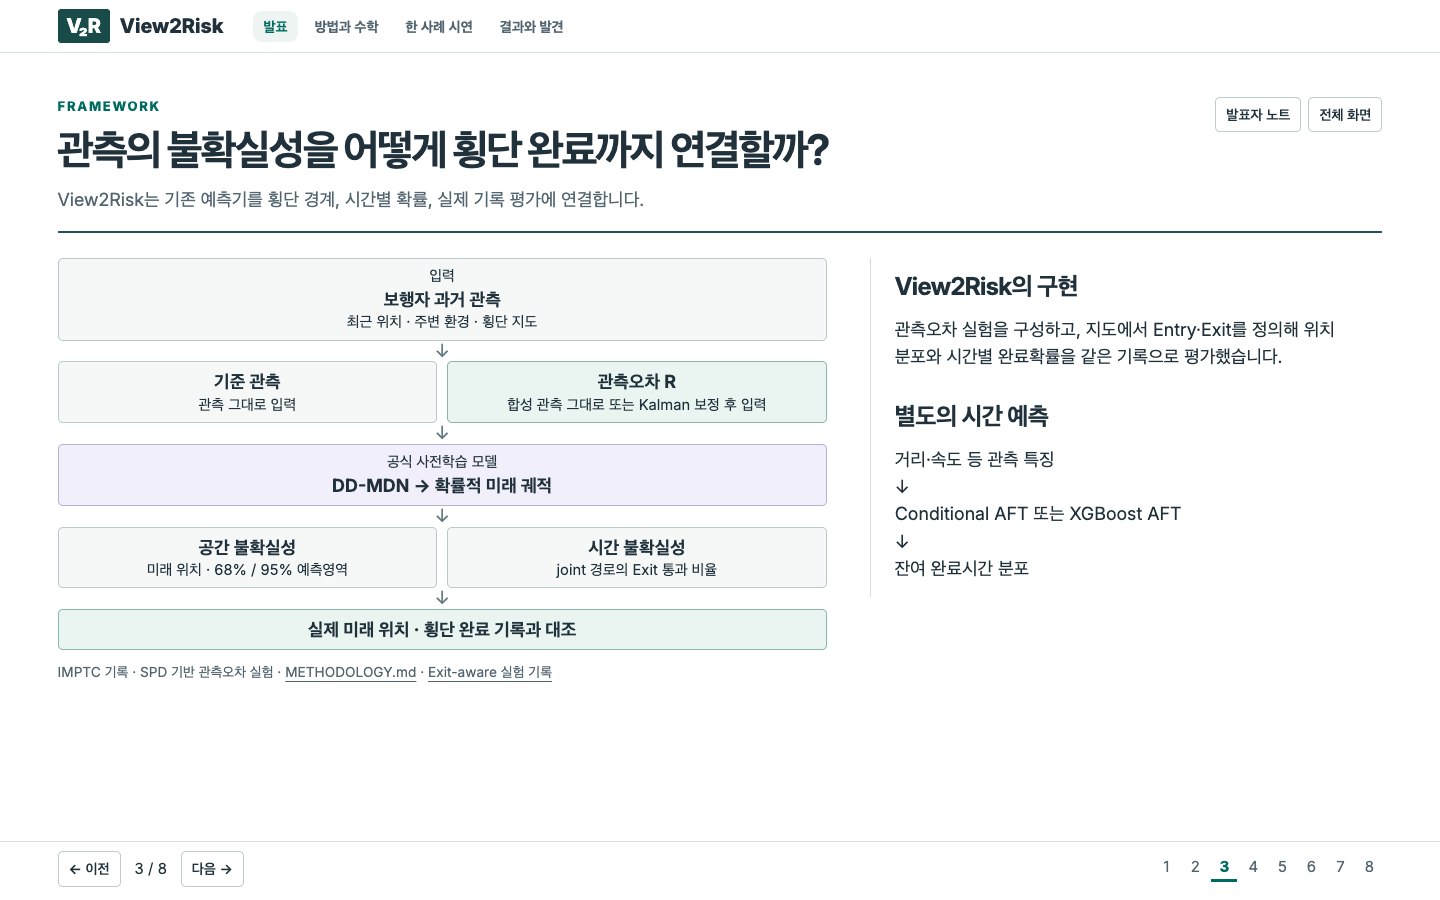 V2R View2Risk 발표 방법과 수학 한 사례 시연 결과와 발견
FRAMEWORK
발표자 노트 전체 화면
관측의 불확실성을 어떻게 횡단 완료까지 연결할까?
View2Risk는 기존 예측기를 횡단 경계, 시간별 확률, 실제 기록 평가에 연결합니다.
입력
보행자 과거 관측
최근 위치 · 주변 환경 · 횡단 지도
↓
기준 관측
관측 그대로 입력
관측오차 R
합성 관측 그대로 또는 Kalman 보정 후 입력
↓
공식 사전학습 모델
DD-MDN → 확률적 미래 궤적
↓
공간 불확실성
미래 위치 · 68% / 95% 예측영역
시간 불확실성
joint 경로의 Exit 통과 비율
↓
실제 미래 위치 · 횡단 완료 기록과 대조
IMPTC 기록 · SPD 기반 관측오차 실험 · METHODOLOGY.md · Exit-aware 실험 기록
View2Risk의 구현
관측오차 실험을 구성하고, 지도에서 Entry·Exit를 정의해 위치
분포와 시간별 완료확률을 같은 기록으로 평가했습니다.
별도의 시간 예측
거리·속도 등 관측 특징
↓
Conditional AFT 또는 XGBoost AFT
↓
잔여 완료시간 분포
← 이전 3 / 8 다음 → 1 2 3 4 5 6 7 8